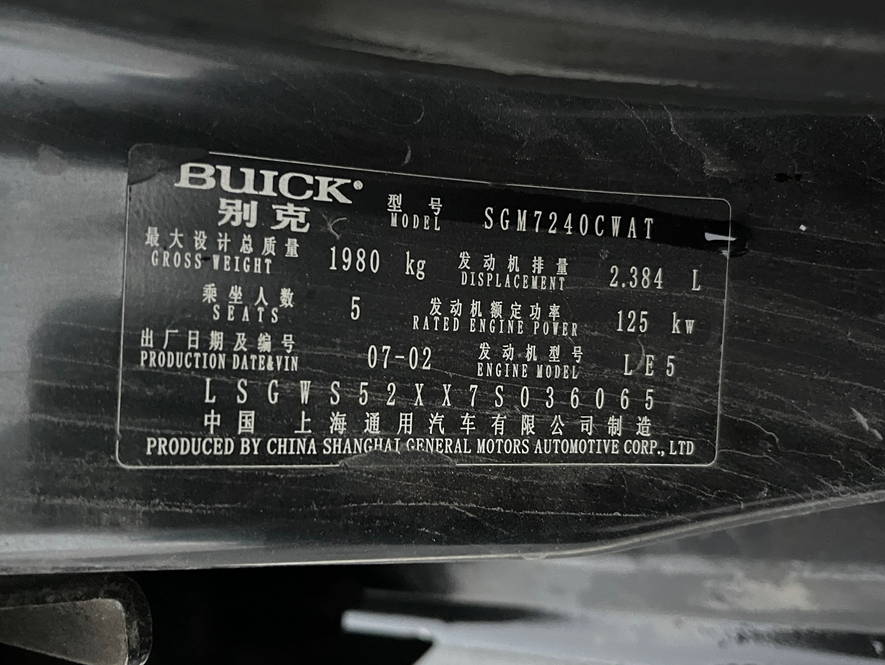 BUICK®
别克
型号 SGM7240CWAT
MODEL
最大设计总质量 1980 kg 发动机排量 2.384 L
GROSS WEIGHT DISPLACEMENT
乘坐人数 5 发动机额定功率 125 kw
SEATS RATED ENGINE POWER
出厂日期及编号 07-02 发动机型号 LE5
PRODUCTION DATE&VIN ENGINE MODEL
LSGWS52XX7S036065
中国 上海通用汽车有限公司制造
PRODUCED BY CHINA SHANGHAI GENERAL MOTORS AUTOMOTIVE CORP., LTD